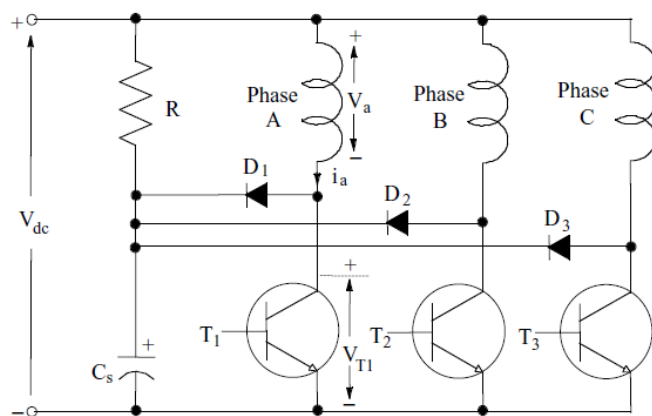 +
+
Phase
A
Phase
B
Phase
C
R
V_a
−
D_1
i_a
D_2
V_dc
D_3
+
+
T_1
T_2
T_3
V_T1
C_s
−
−